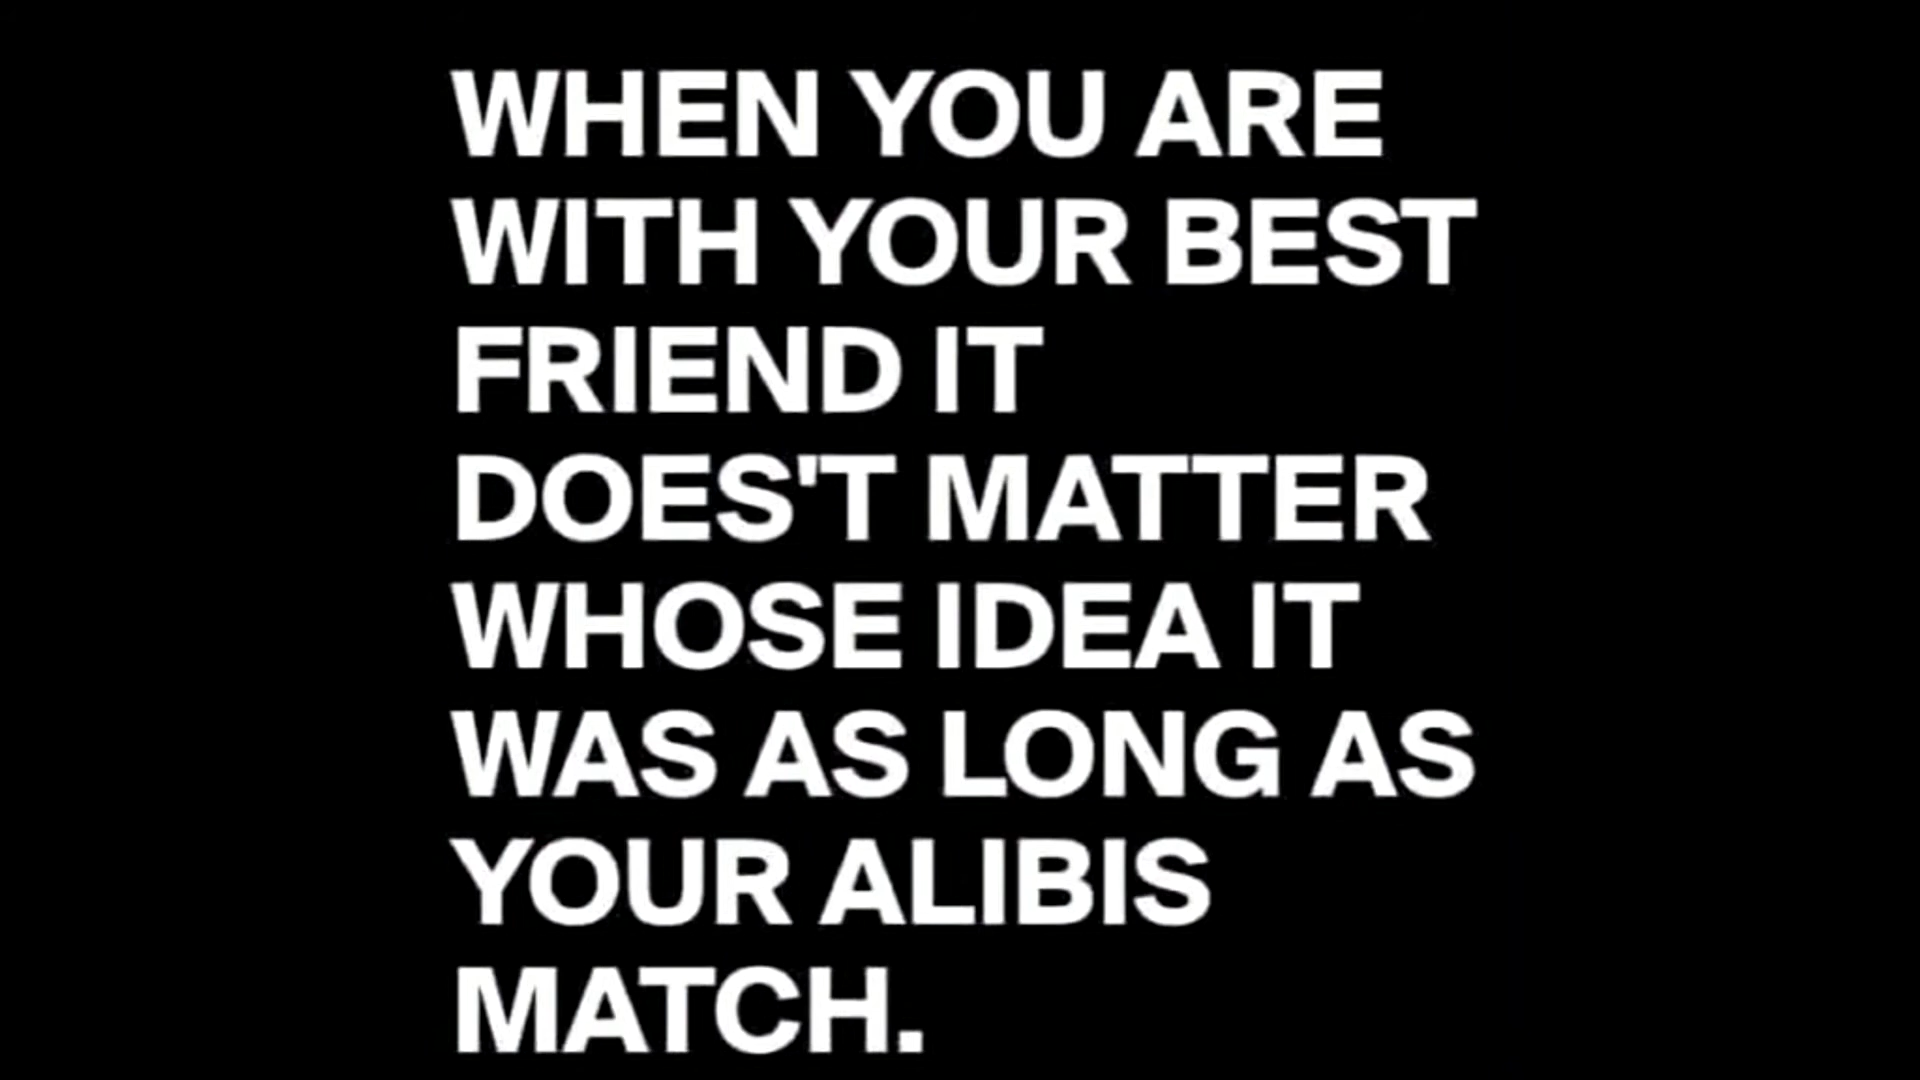 WHEN YOU ARE
WITH YOUR BEST
FRIEND IT
DOES'T MATTER
WHOSE IDEA IT
WAS AS LONG AS
YOUR ALIBIS
MATCH.